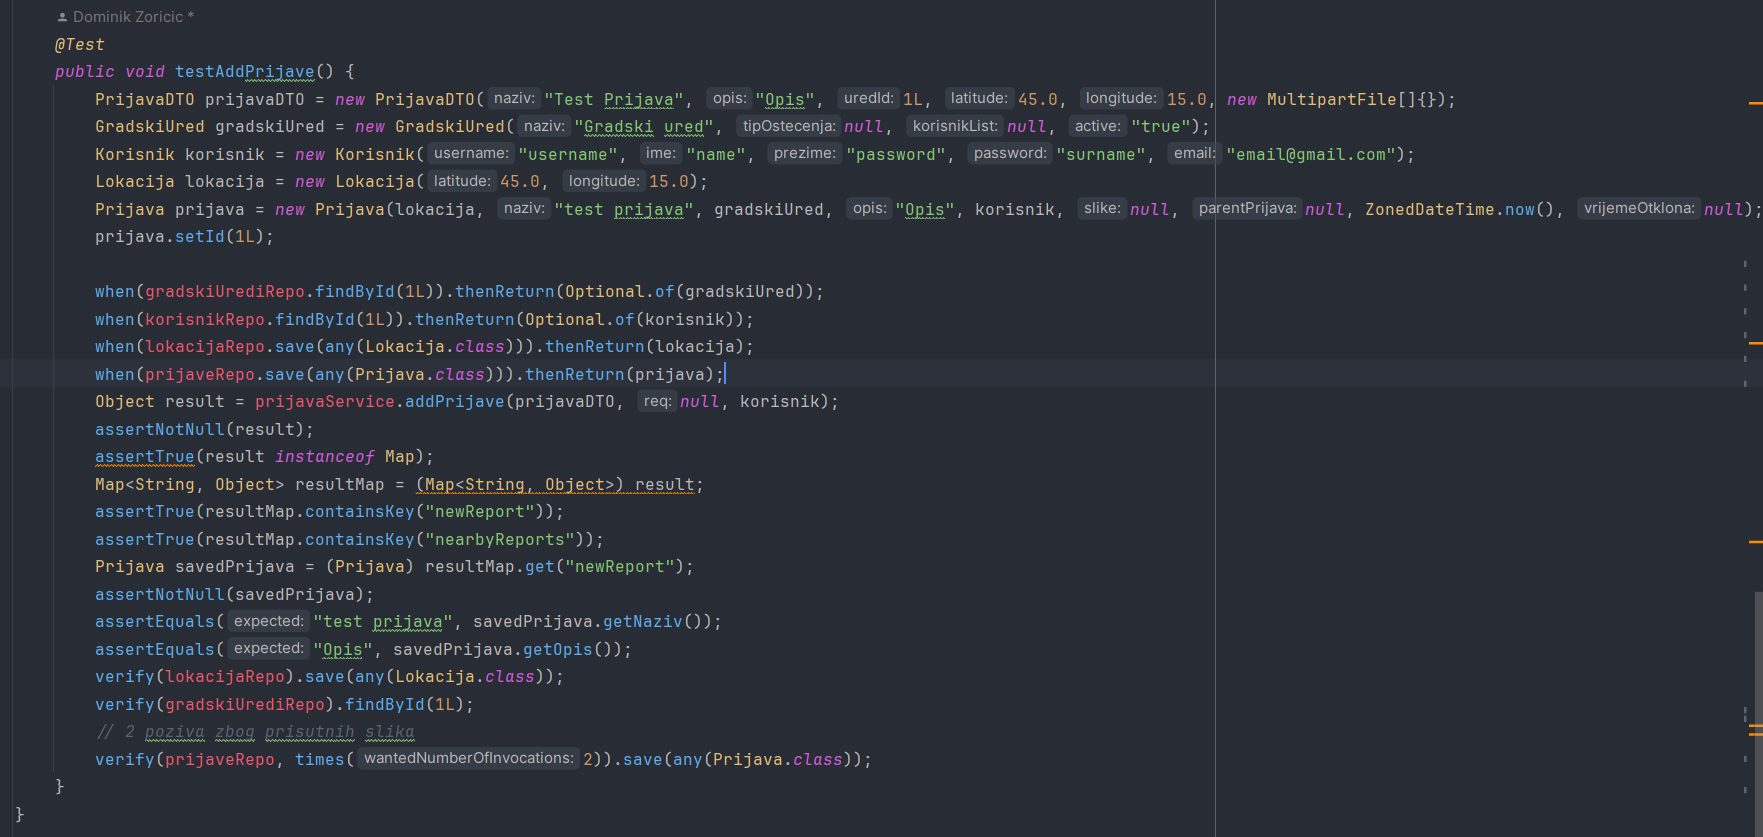 Dominik Zoricic *
@Test
public void testAddPrijave() {
PrijavaDTO prijavaDTO = new PrijavaDTO( naziv: "Test Prijava", opis: "Opis", uredId: 1L, latitude: 45.0, longitude: 15.0, new MultipartFile[]{});
GradskiUred gradskiUred = new GradskiUred( naziv: "Gradski ured", tipOstecenja: null, korisnikList: null, active: "true");
Korisnik korisnik = new Korisnik( username: "username", ime: "name", prezime: "password", password: "surname", email: "email@gmail.com");
Lokacija lokacija = new Lokacija( latitude: 45.0, longitude: 15.0);
Prijava prijava = new Prijava(lokacija, naziv: "test prijava", gradskiUred, opis: "Opis", korisnik, slike: null, parentPrijava: null, ZonedDateTime.now(), vrijemeOtklona: null);
prijava.setId(1L);
when(gradskiUrediRepo.findById(1L)).thenReturn(Optional.of(gradskiUred));
when(korisnikRepo.findById(1L)).thenReturn(Optional.of(korisnik));
when(lokacijaRepo.save(any(Lokacija.class))).thenReturn(lokacija);
when(prijaveRepo.save(any(Prijava.class))).thenReturn(prijava);
Object result = prijavaService.addPrijave(prijavaDTO, req: null, korisnik);
assertNotNull(result);
assertTrue(result instanceof Map);
Map<String, Object> resultMap = (Map<String, Object>) result;
assertTrue(resultMap.containsKey("newReport"));
assertTrue(resultMap.containsKey("nearbyReports"));
Prijava savedPrijava = (Prijava) resultMap.get("newReport");
assertNotNull(savedPrijava);
assertEquals( expected: "test prijava", savedPrijava.getNaziv());
assertEquals( expected: "Opis", savedPrijava.getOpis());
verify(lokacijaRepo).save(any(Lokacija.class));
verify(gradskiUrediRepo).findById(1L);
// 2 poziva zbog prisutnih slika
verify(prijaveRepo, times( wantedNumberOfInvocations: 2)).save(any(Prijava.class));
}
}